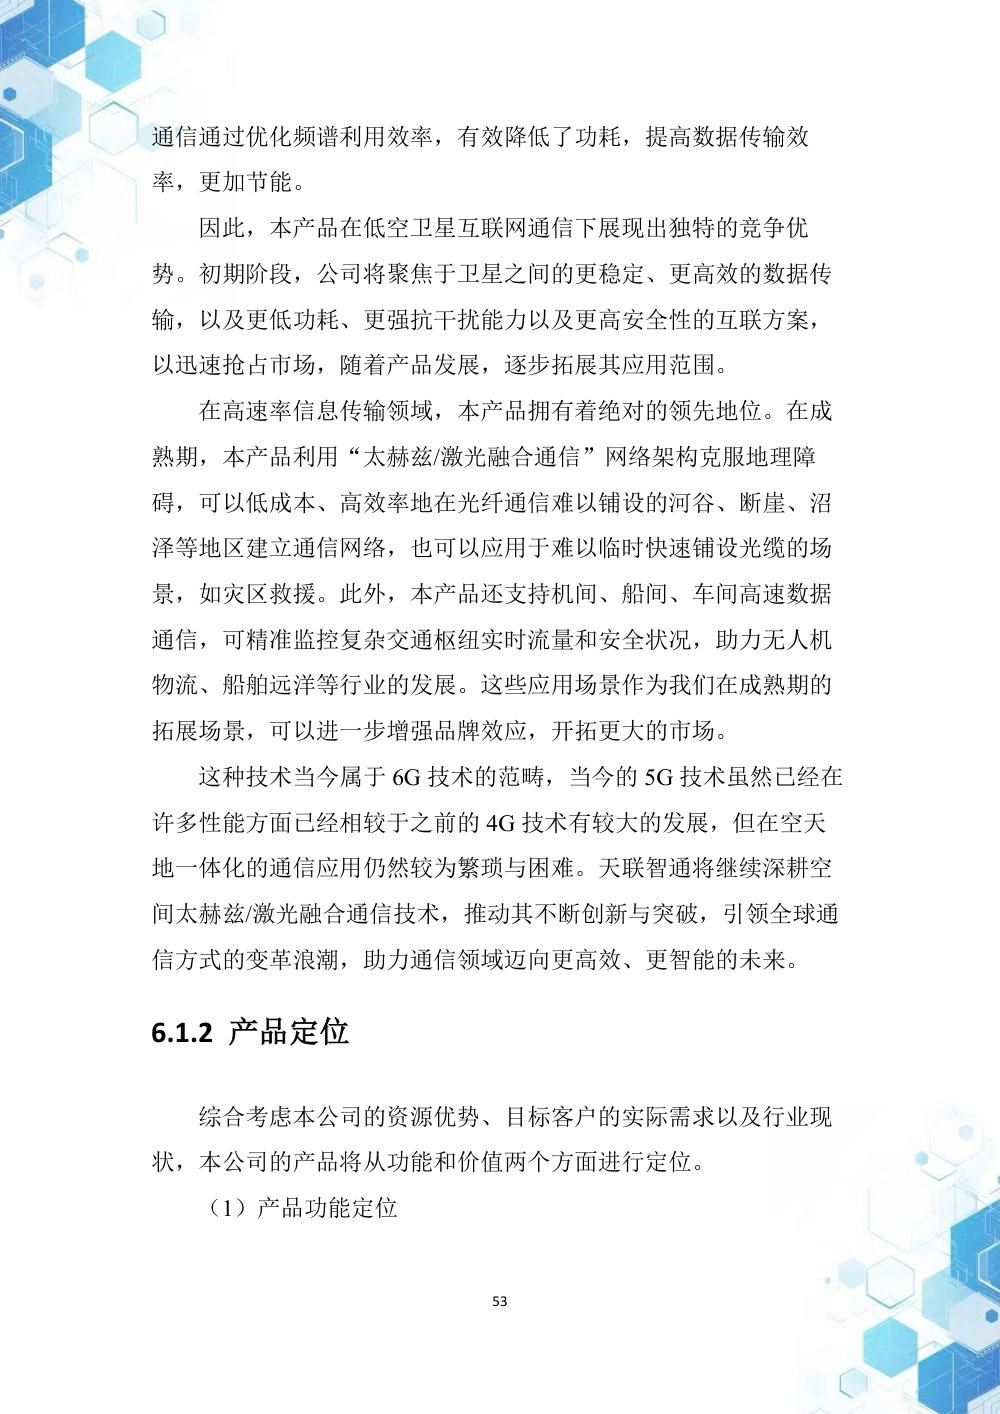 通信通过优化频谱利用效率，有效降低了功耗，提高数据传输效
率，更加节能。
因此，本产品在低空卫星互联网通信下展现出独特的竞争优
势。初期阶段，公司将聚焦于卫星之间的更稳定、更高效的数据传
输，以及更低功耗、更强抗干扰能力以及更高安全性的互联方案，
以迅速抢占市场，随着产品发展，逐步拓展其应用范围。
在高速率信息传输领域，本产品拥有着绝对的领先地位。在成
熟期，本产品利用“太赫兹/激光融合通信”网络架构克服地理障
碍，可以低成本、高效率地在光纤通信难以铺设的河谷、断崖、沼
泽等地区建立通信网络，也可以应用于难以临时快速铺设光缆的场
景，如灾区救援。此外，本产品还支持机间、船间、车间高速数据
通信，可精准监控复杂交通枢纽实时流量和安全状况，助力无人机
物流、船舶远洋等行业的发展。这些应用场景作为我们在成熟期的
拓展场景，可以进一步增强品牌效应，开拓更大的市场。
这种技术当今属于 6G 技术的范畴，当今的 5G 技术虽然已经在
许多性能方面已经相较于之前的 4G 技术有较大的发展，但在空天
地一体化的通信应用仍然较为繁琐与困难。天联智通将继续深耕空
间太赫兹/激光融合通信技术，推动其不断创新与突破，引领全球通
信方式的变革浪潮，助力通信领域迈向更高效、更智能的未来。
6.1.2 产品定位
综合考虑本公司的资源优势、目标客户的实际需求以及行业现
状，本公司的产品将从功能和价值两个方面进行定位。
（1）产品功能定位
53